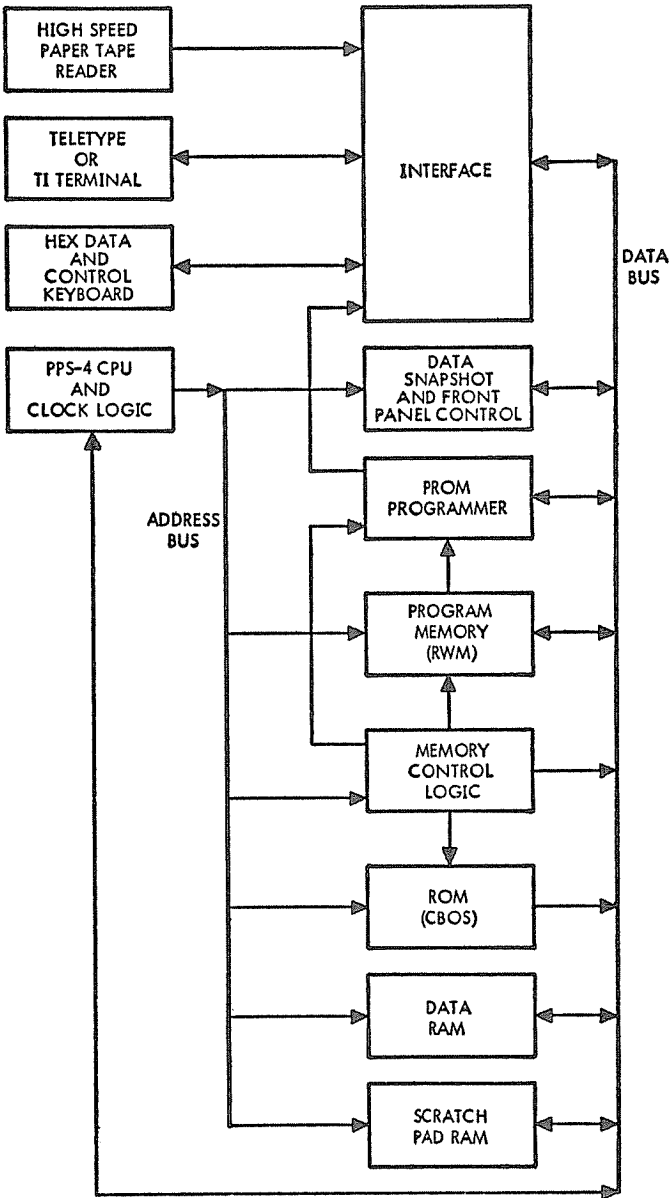 HIGH SPEED
PAPER TAPE
READER
TELETYPE
OR
TI TERMINAL
HEX DATA
AND
CONTROL
KEYBOARD
PPS-4 CPU
AND
CLOCK LOGIC
INTERFACE
DATA
BUS
DATA
SNAPSHOT
AND FRONT
PANEL CONTROL
PROM
PROGRAMMER
ADDRESS
BUS
PROGRAM
MEMORY
(RWM)
MEMORY
CONTROL
LOGIC
ROM
(CBOS)
DATA
RAM
SCRATCH
PAD RAM